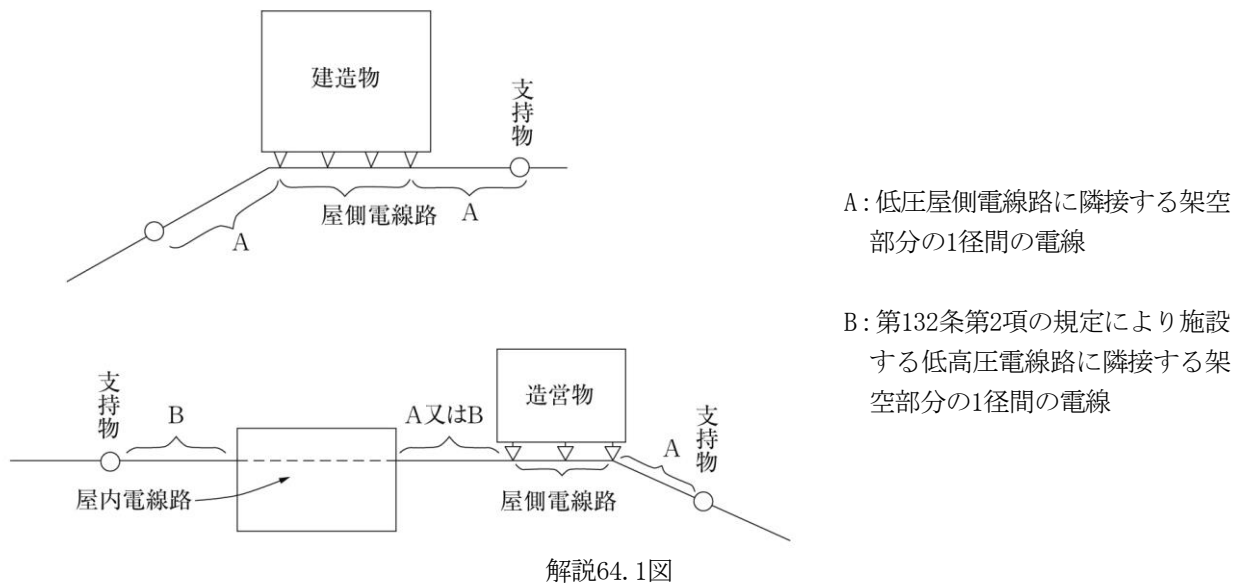 建造物
支持物
屋側電線路
A
A
A:低圧屋側電線路に隣接する架空
部分の1径間の電線
B:第132条第2項の規定により施設
する低高圧電線路に隣接する架
空部分の1径間の電線
支持物
B
A又はB
造営物
支持物
A
屋内電線路
屋側電線路
解説64.1図